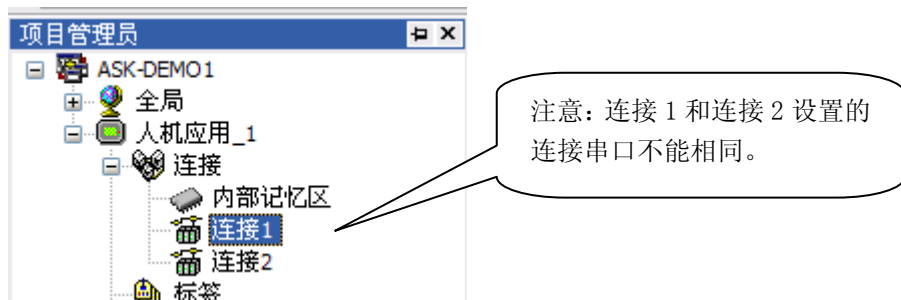 项目管理员
ASK-DEMO1
全局
人机应用_1
连接
内部记忆区
连接1
连接2
标签
注意：连接 1 和连接 2 设置的
连接串口不能相同。